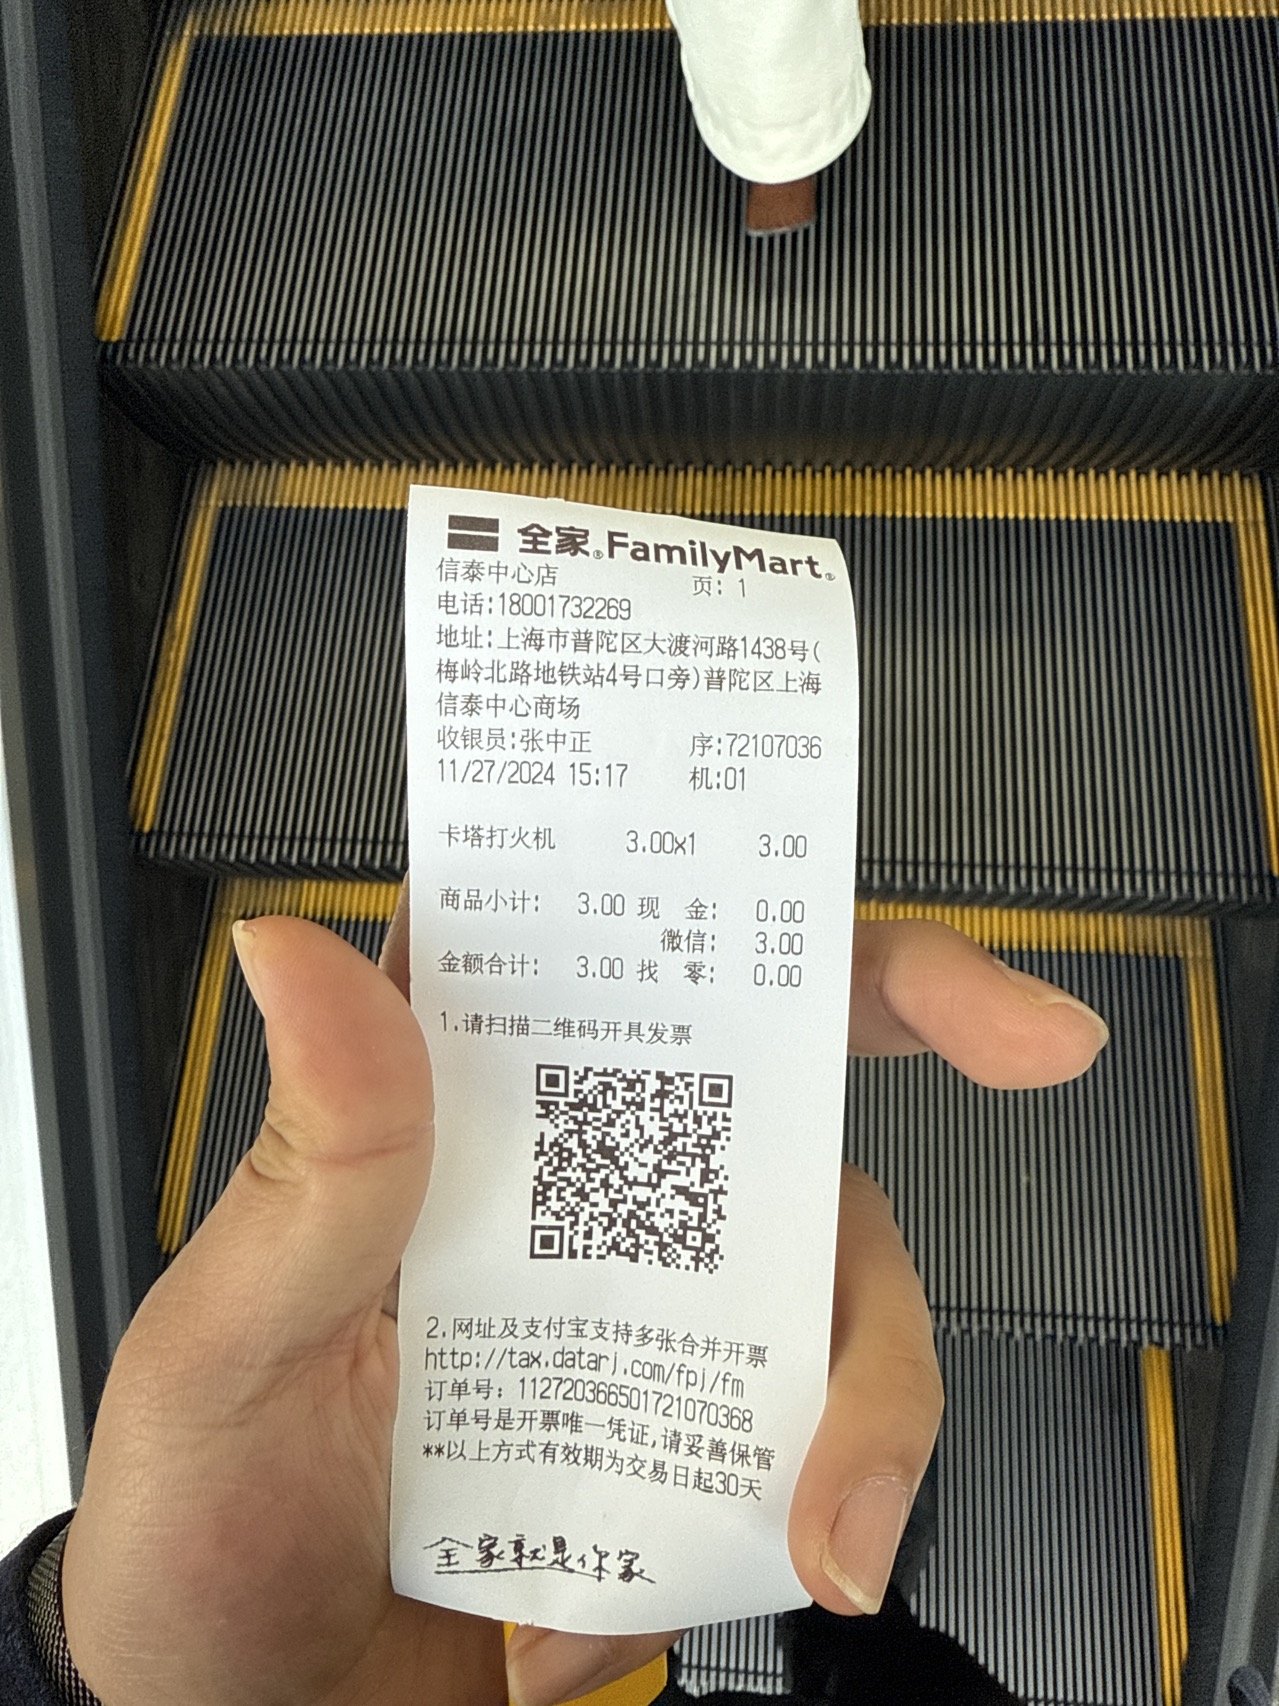 全家®FamilyMart®
信泰中心店 页: 1
电话:18001732269
地址:上海市普陀区大渡河路1438号(
梅岭北路地铁站4号口旁)普陀区上海
信泰中心商场
收银员:张中正 序:72107036
11/27/2024 15:17 机:01
卡塔打火机 3.00x1 3.00
商品小计: 3.00 现 金: 0.00
微信: 3.00
金额合计: 3.00 找 零: 0.00
1.请扫描二维码开具发票
2.网址及支付宝支持多张合并开票
http://tax.datarj.com/fpj/fm
订单号: 112720366501721070368
订单号是开票唯一凭证,请妥善保管
**以上方式有效期为交易日起30天
全家就是你家